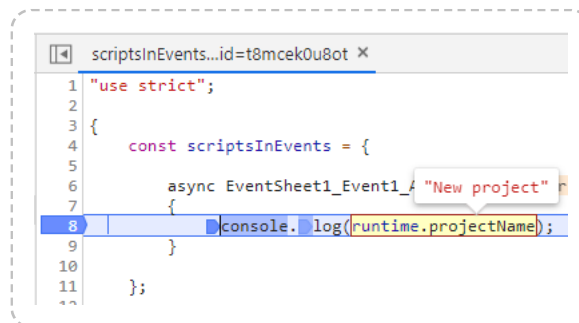 scriptsInEvents...id=t8mcek0u8ot ×
1 "use strict";
2
3 {
4 const scriptsInEvents = {
5
6 async EventSheet1_Event1_
"New project"
7 {
8 console.log(runtime.projectName);
9 }
10
11 };